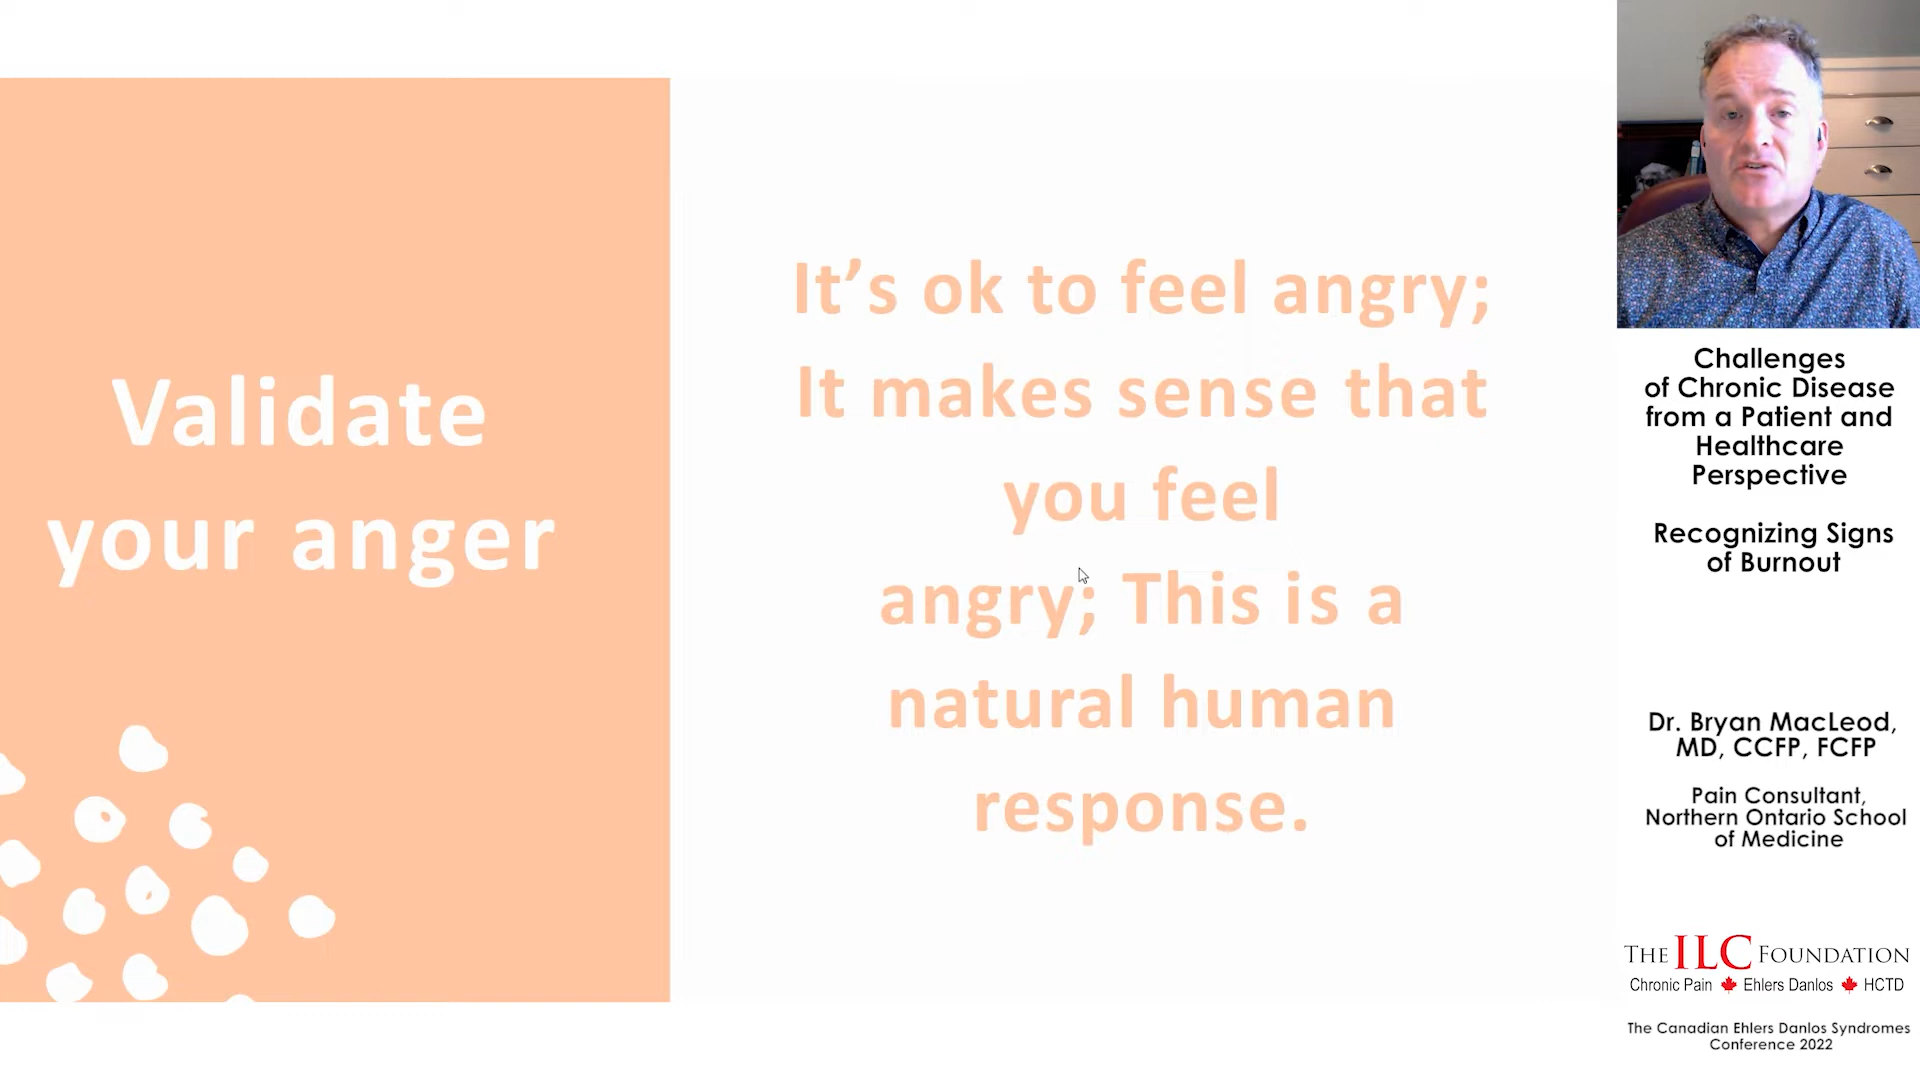 Validate
your anger
It’s ok to feel angry;
It makes sense that
you feel
angry; This is a
natural human
response.
Challenges
of Chronic Disease
from a Patient and
Healthcare
Perspective
Recognizing Signs
of Burnout
Dr. Bryan MacLeod,
MD, CCFP, FCFP
Pain Consultant,
Northern Ontario School
of Medicine
THE ILC FOUNDATION
Chronic Pain Ehlers Danlos HCTD
The Canadian Ehlers Danlos Syndromes
Conference 2022